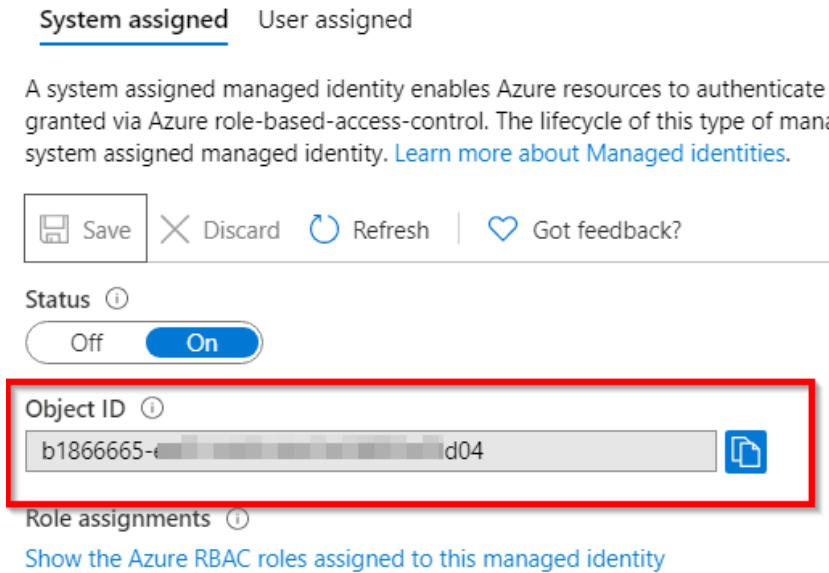 System assigned User assigned
A system assigned managed identity enables Azure resources to authenticate
granted via Azure role-based-access-control. The lifecycle of this type of
system assigned managed identity. Learn more about Managed identities.
Save Discard Refresh Got feedback?
Status
Off On
Object ID
b1866665- d04
Role assignments
Show the Azure RBAC roles assigned to this managed identity